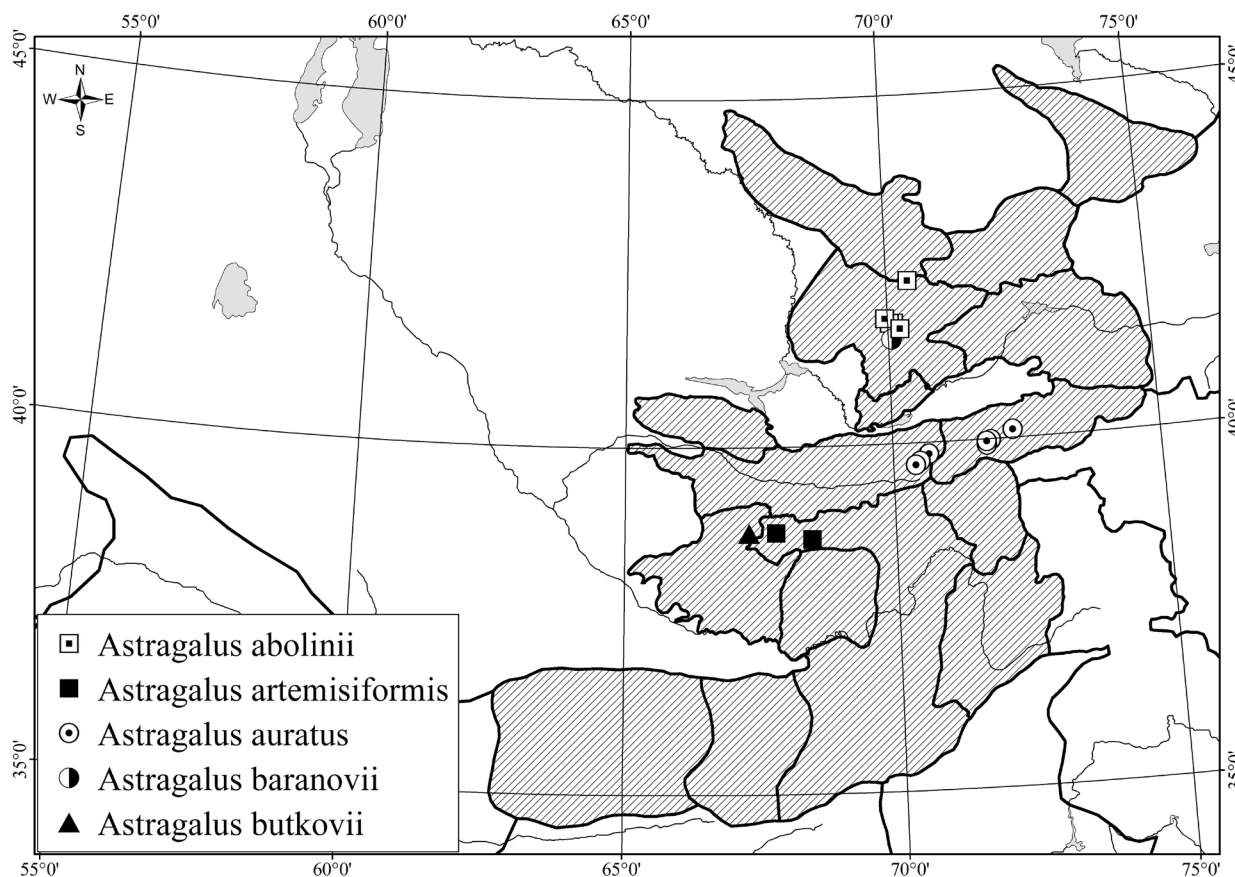 55°0' 60°0' 65°0' 70°0' 75°0'
45°0' 45°0'
N
W E
S
40°0' 40°0'
Astragalus abolinii
Astragalus artemisiformis
Astragalus auratus
Astragalus baranovii
Astragalus butkovii
35°0' 35°0'
55°0' 60°0' 65°0' 70°0' 75°0'